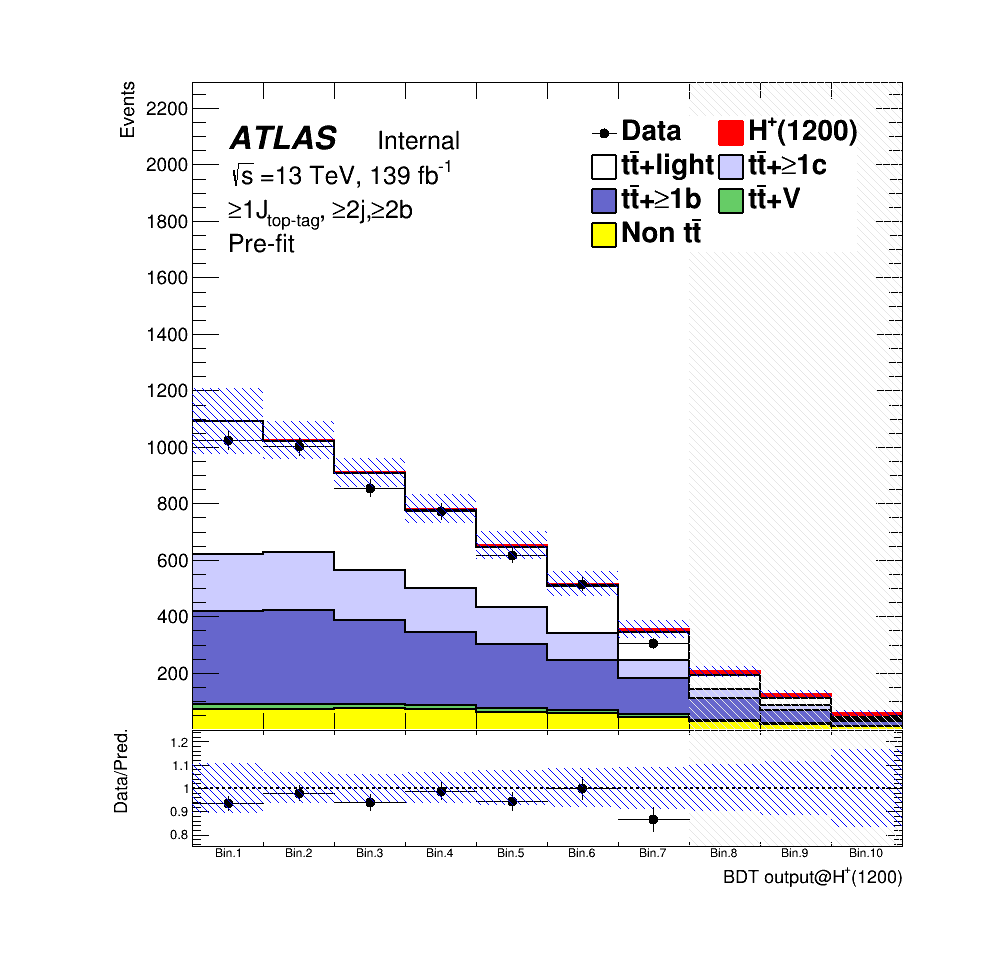 Events
2200
2000
1800
1600
1400
1200
1000
800
600
400
200
ATLAS Internal
√s =13 TeV, 139 fb⁻¹
≥1J_top-tag, ≥2j,≥2b
Pre-fit
Data
H⁺(1200)
tt̄+light
tt̄+≥1c
tt̄+≥1b
tt̄+V
Non tt̄
Data/Pred.
1.2
1.1
1
0.9
0.8
Bin.1 Bin.2 Bin.3 Bin.4 Bin.5 Bin.6 Bin.7 Bin.8 Bin.9 Bin.10
BDT output@H⁺(1200)